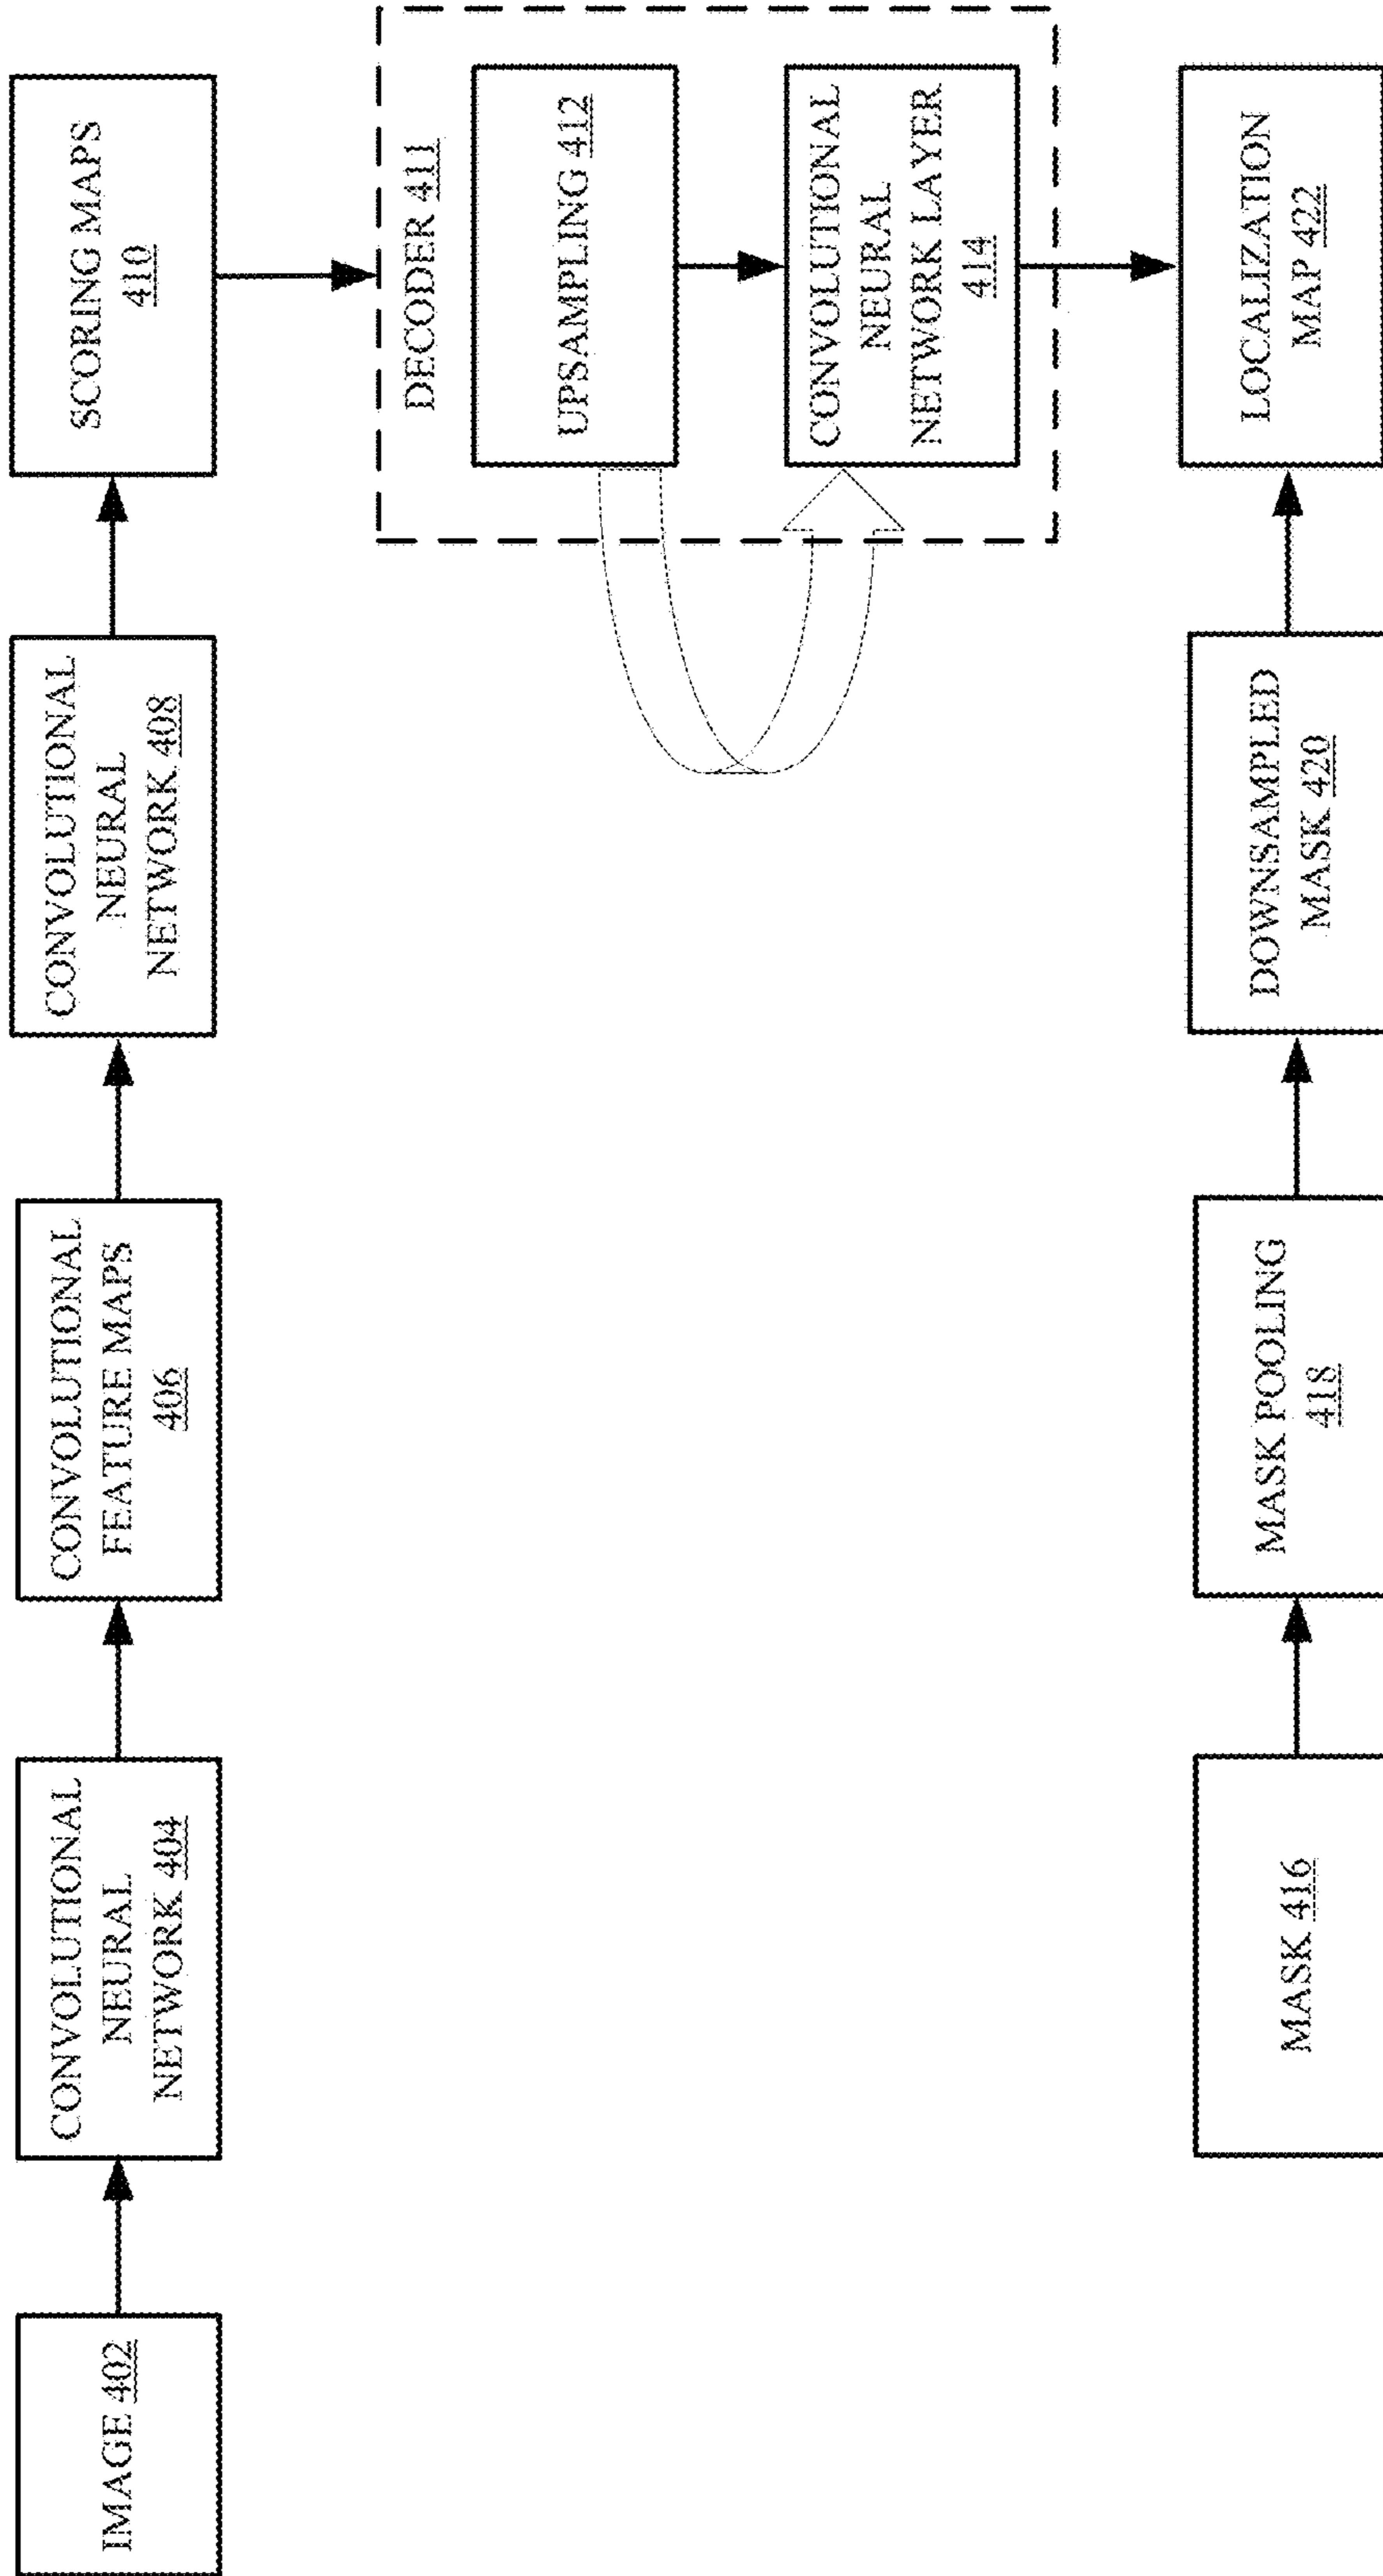 IMAGE 402
CONVOLUTIONAL
NEURAL
NETWORK 404
CONVOLUTIONAL
FEATURE MAPS
406
CONVOLUTIONAL
NEURAL
NETWORK 408
SCORING MAPS
410
DECODER 411
UPSAMPLING 412
CONVOLUTIONAL
NEURAL
NETWORK LAYER
414
MASK 416
MASK POOLING
418
DOWNSAMPLED
MASK 420
LOCALIZATION
MAP 422